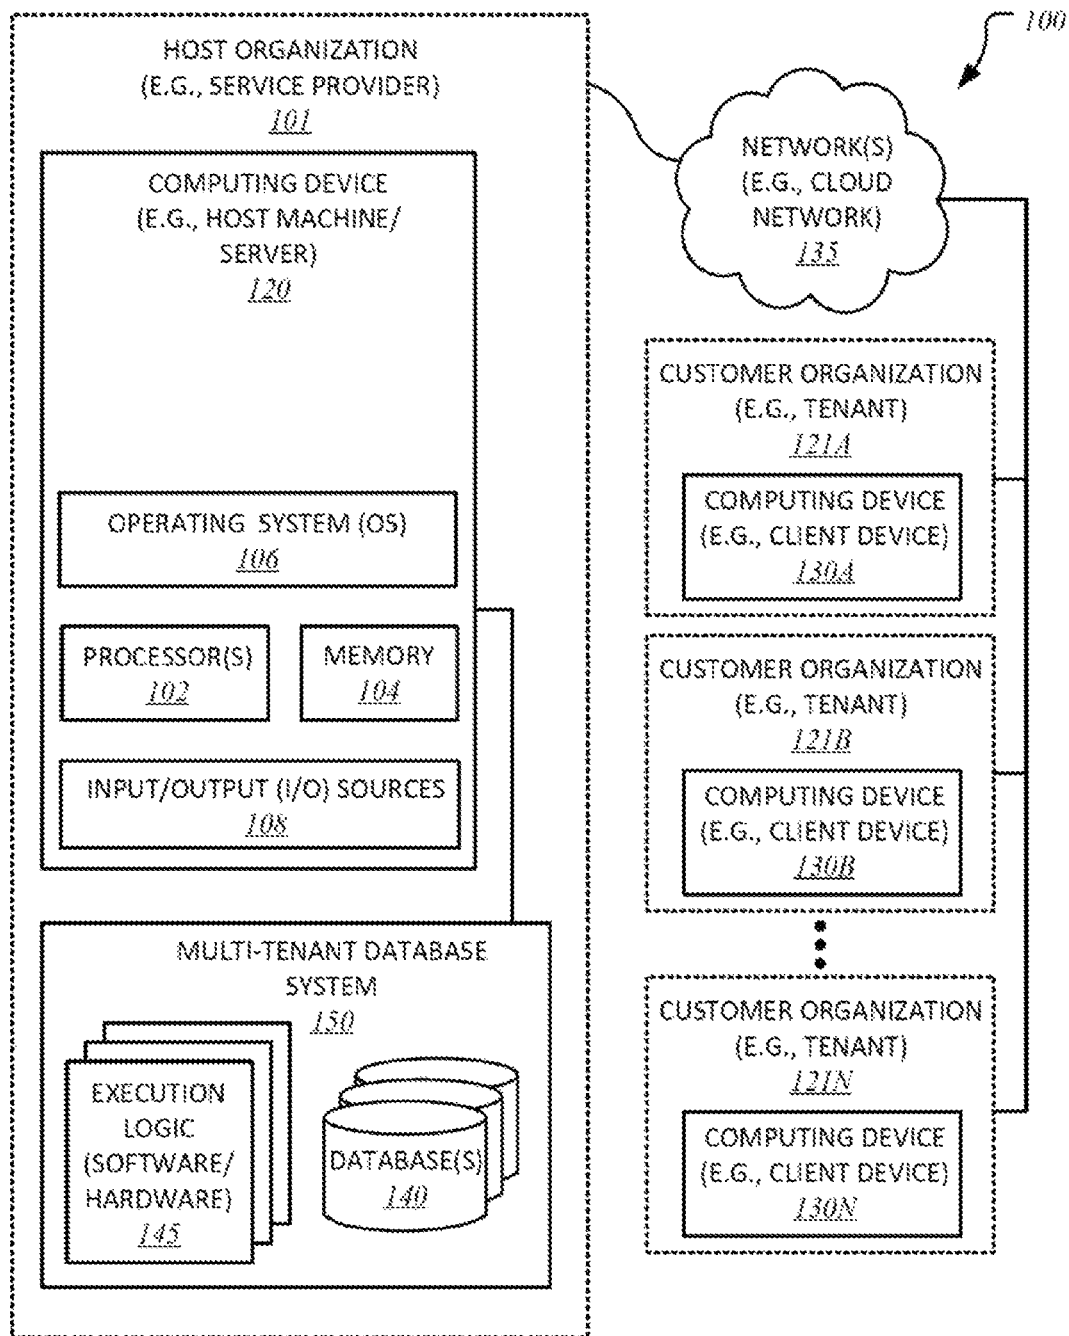 100
HOST ORGANIZATION
(E.G., SERVICE PROVIDER)
101
COMPUTING DEVICE
(E.G., HOST MACHINE/
SERVER)
120
OPERATING SYSTEM (OS)
106
PROCESSOR(S)
102
MEMORY
104
INPUT/OUTPUT (I/O) SOURCES
108
MULTI-TENANT DATABASE
SYSTEM
150
EXECUTION
LOGIC
(SOFTWARE/
HARDWARE)
145
DATABASE(S)
140
NETWORK(S)
(E.G., CLOUD
NETWORK)
135
CUSTOMER ORGANIZATION
(E.G., TENANT)
121A
COMPUTING DEVICE
(E.G., CLIENT DEVICE)
130A
CUSTOMER ORGANIZATION
(E.G., TENANT)
121B
COMPUTING DEVICE
(E.G., CLIENT DEVICE)
130B
CUSTOMER ORGANIZATION
(E.G., TENANT)
121N
COMPUTING DEVICE
(E.G., CLIENT DEVICE)
130N